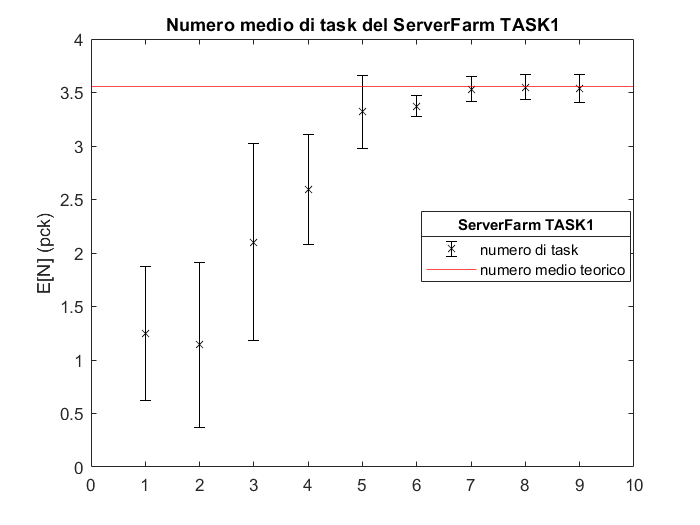 Numero medio di task del ServerFarm TASK1
4
3.5
3
2.5
2
1.5
1
0.5
0
E[N] (pck)
ServerFarm TASK1
numero di task
numero medio teorico
0 1 2 3 4 5 6 7 8 9 10